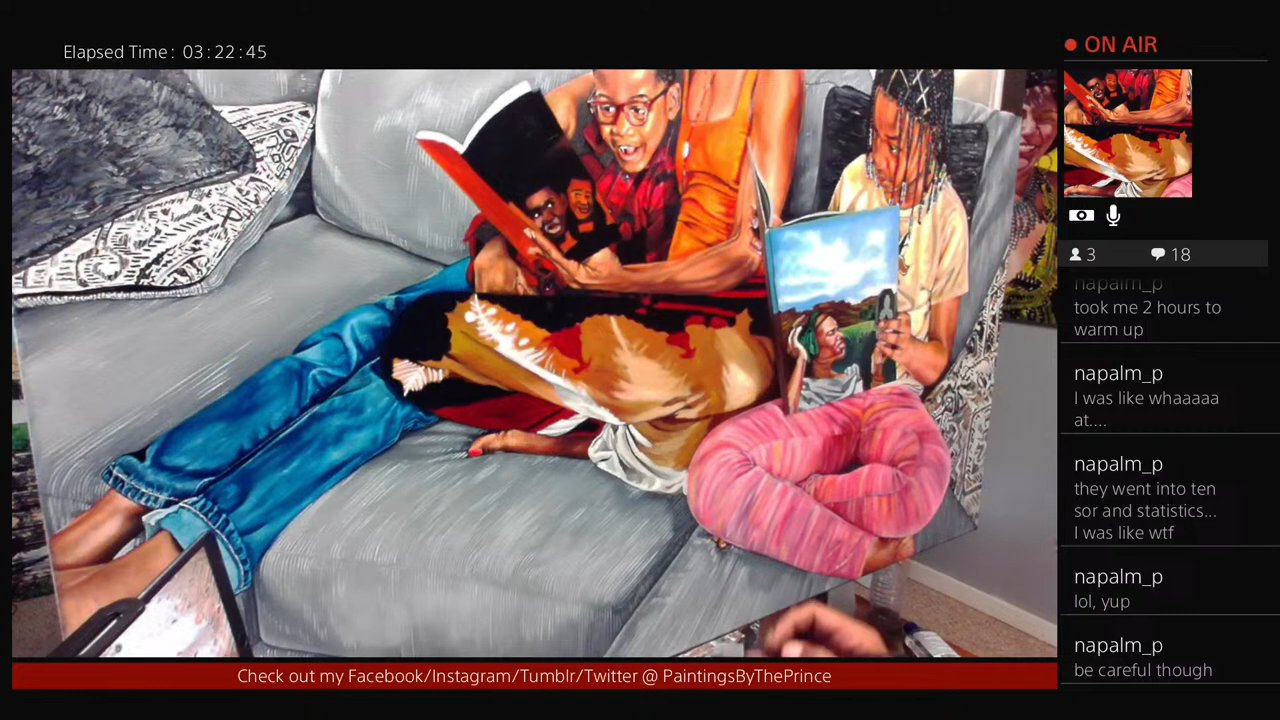 Elapsed Time: 03:22:45
ON AIR
3
18
napalm_p
took me 2 hours to
warm up
napalm_p
I was like whaaaaa
at....
napalm_p
they went into ten
sor and statistics...
I was like wtf
napalm_p
lol, yup
napalm_p
be careful though
Check out my Facebook/Instagram/Tumblr/Twitter @ PaintingsByThePrince